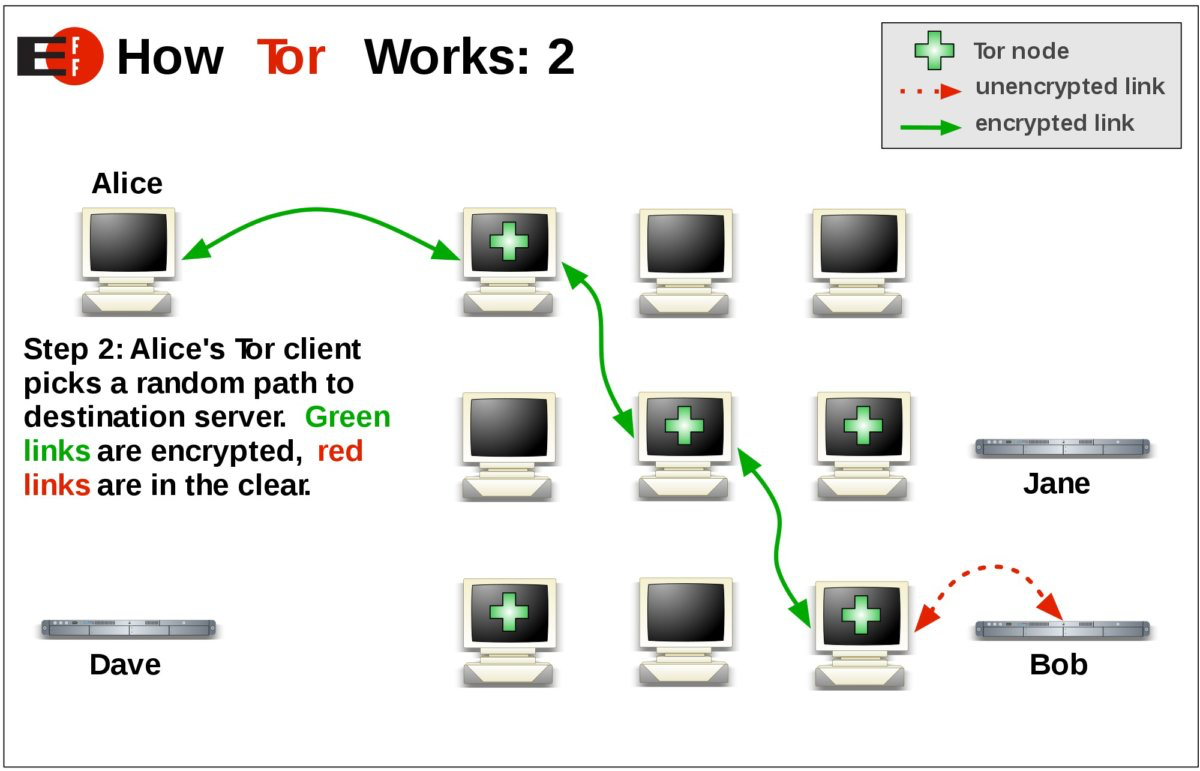 EFF How Tor Works: 2
Tor node
unencrypted link
encrypted link
Alice
Step 2: Alice's Tor client
picks a random path to
destination server. Green
links are encrypted, red
links are in the clear.
Jane
Dave
Bob